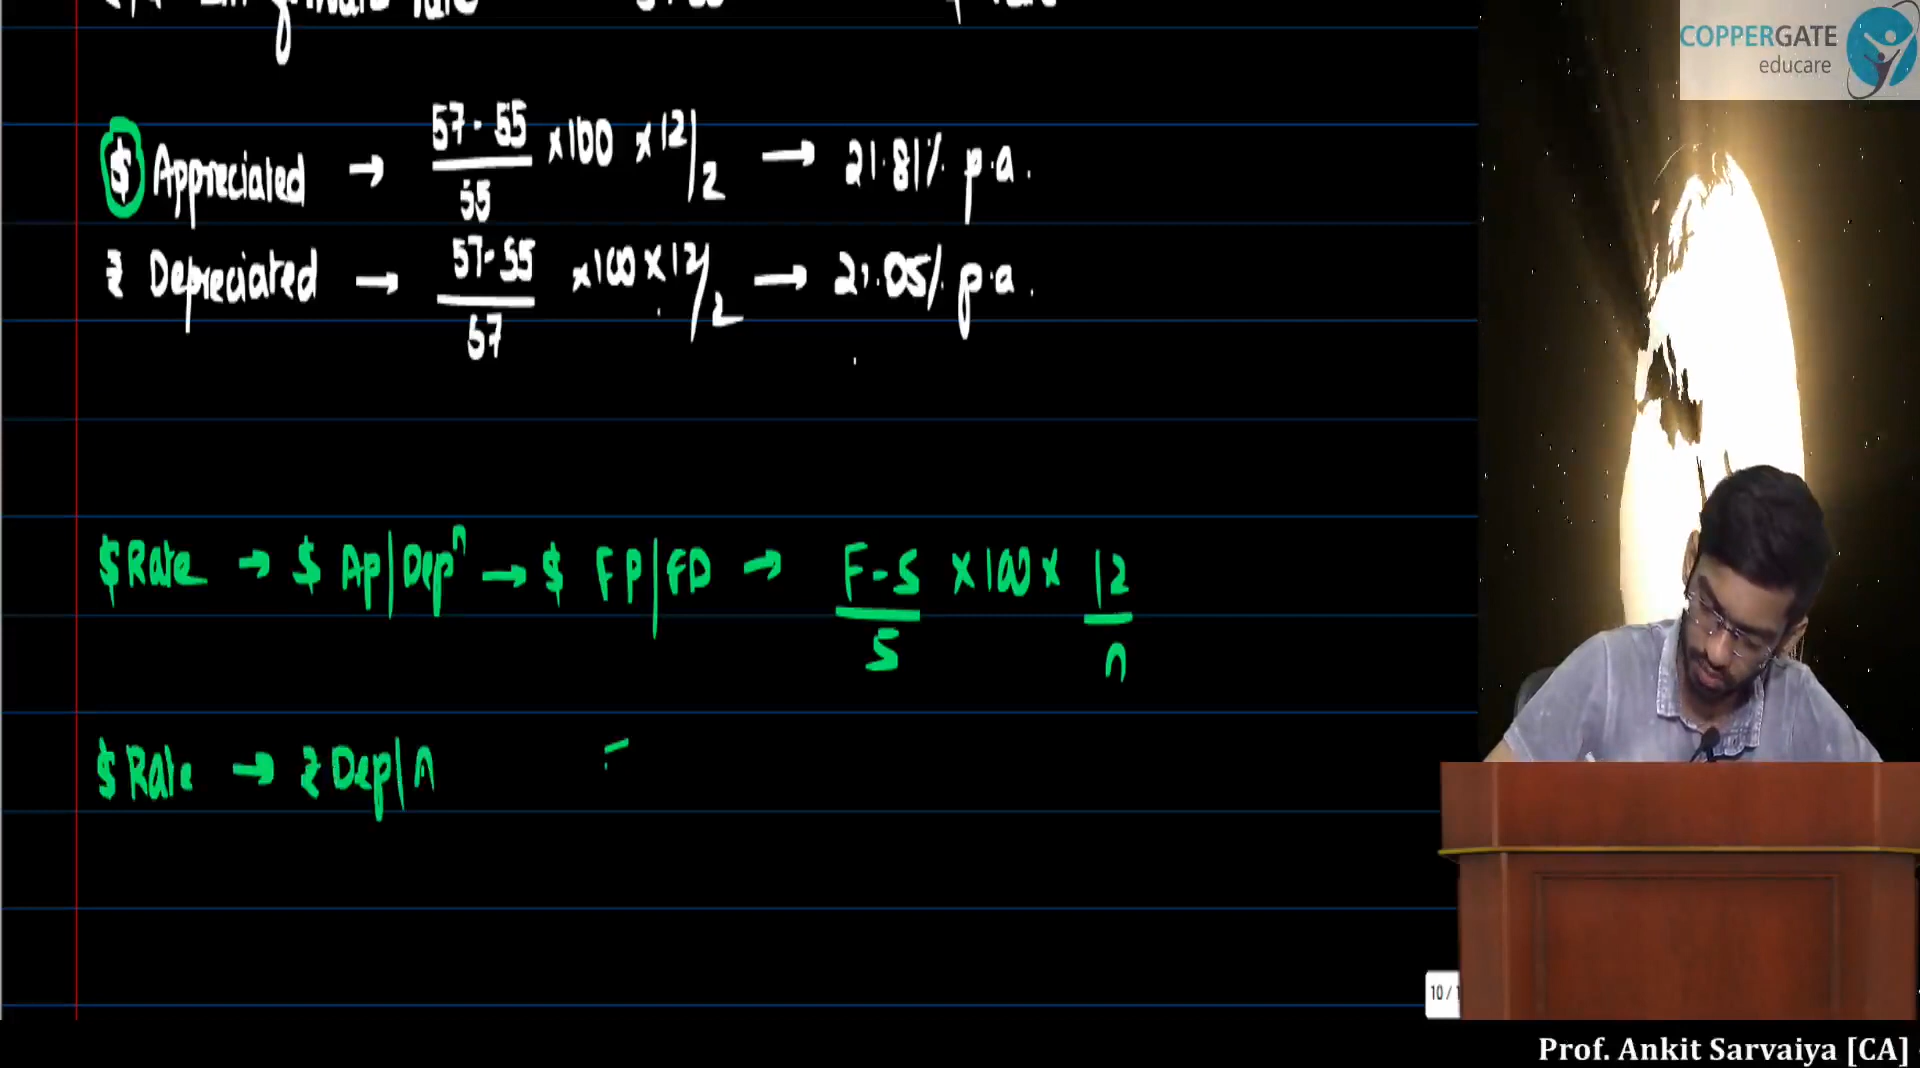 COPPERGATE
educare
$ Appreciated → 57-55/55 ×100 ×12/2 → 21.81% p.a.
₹ Depreciated → 57-55/57 ×100×12/2 → 21.05% p.a.
$ Rate → $ Ap|Depⁿ → $ FP|FD → F-S/S ×100× 12/n
$ Rate → ₹ Dep|A
10/1
Prof. Ankit Sarvaiya [CA]